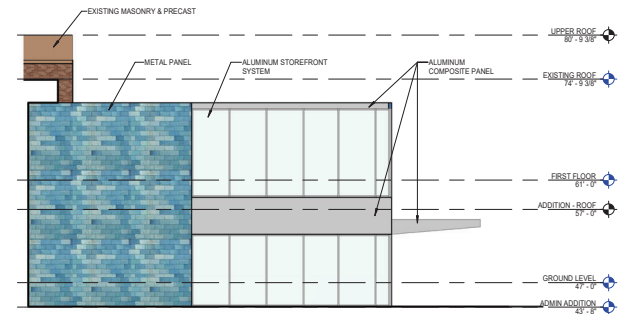 EXISTING MASONRY & PRECAST
UPPER ROOF
80' - 9 3/8"
METAL PANEL
ALUMINUM STOREFRONT
SYSTEM
ALUMINUM
COMPOSITE PANEL
EXISTING ROOF
74' - 9 3/8"
FIRST FLOOR
61' - 0"
ADDITION - ROOF
57' - 0"
GROUND LEVEL
47' - 0"
ADMIN ADDITION
43' - 8"